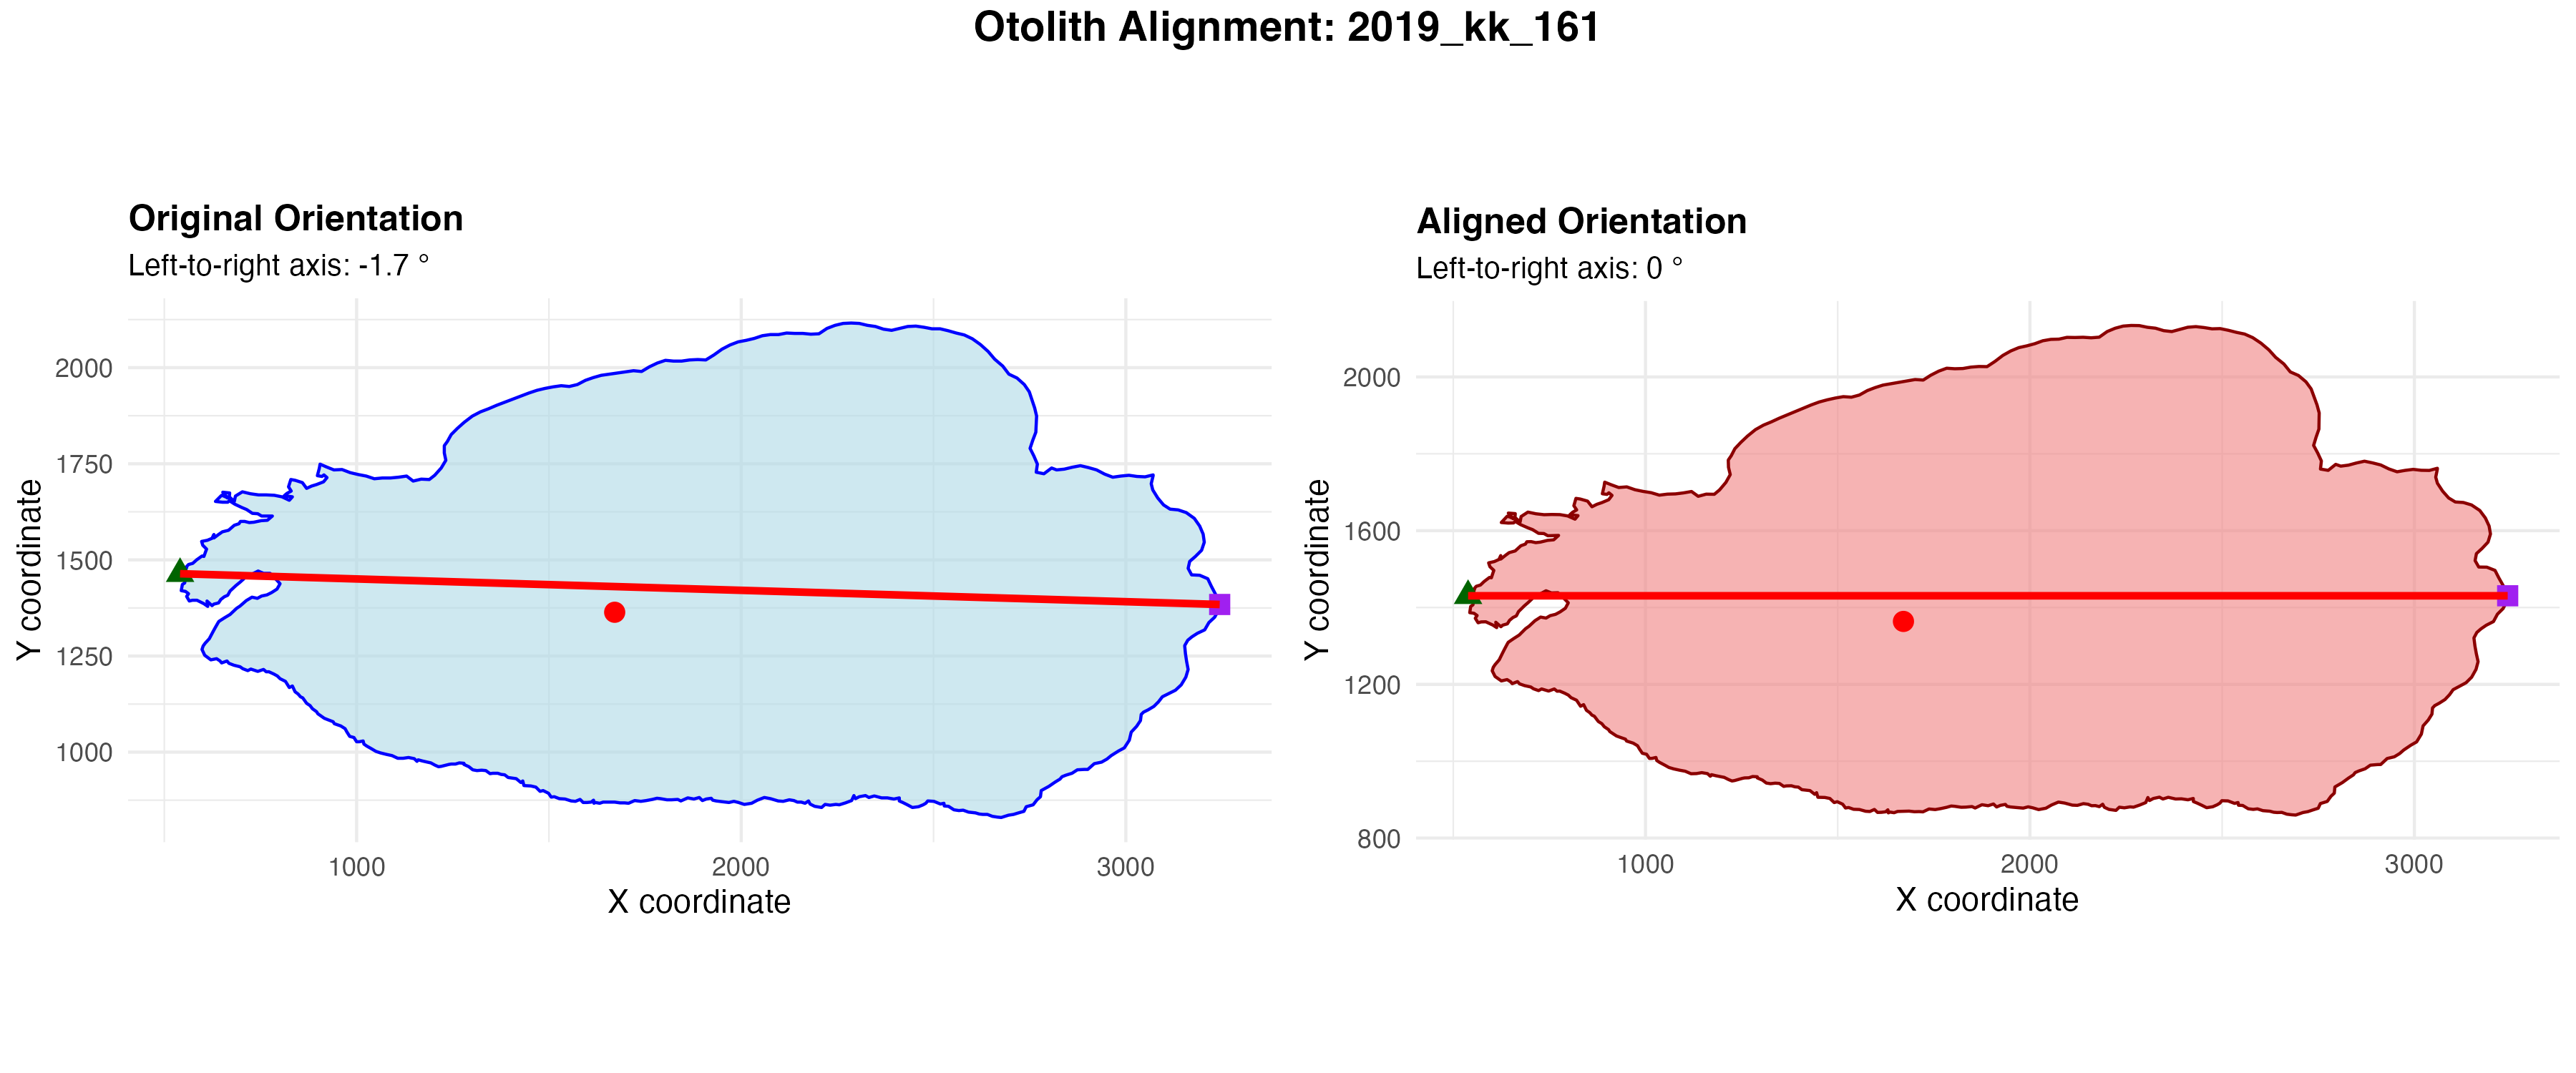 Otolith Alignment: 2019_kk_161
Original Orientation
Left-to-right axis: -1.7 °
2000
1750
1500
1250
1000
Y coordinate
1000 2000 3000
X coordinate
Aligned Orientation
Left-to-right axis: 0 °
2000
1600
1200
800
Y coordinate
1000 2000 3000
X coordinate